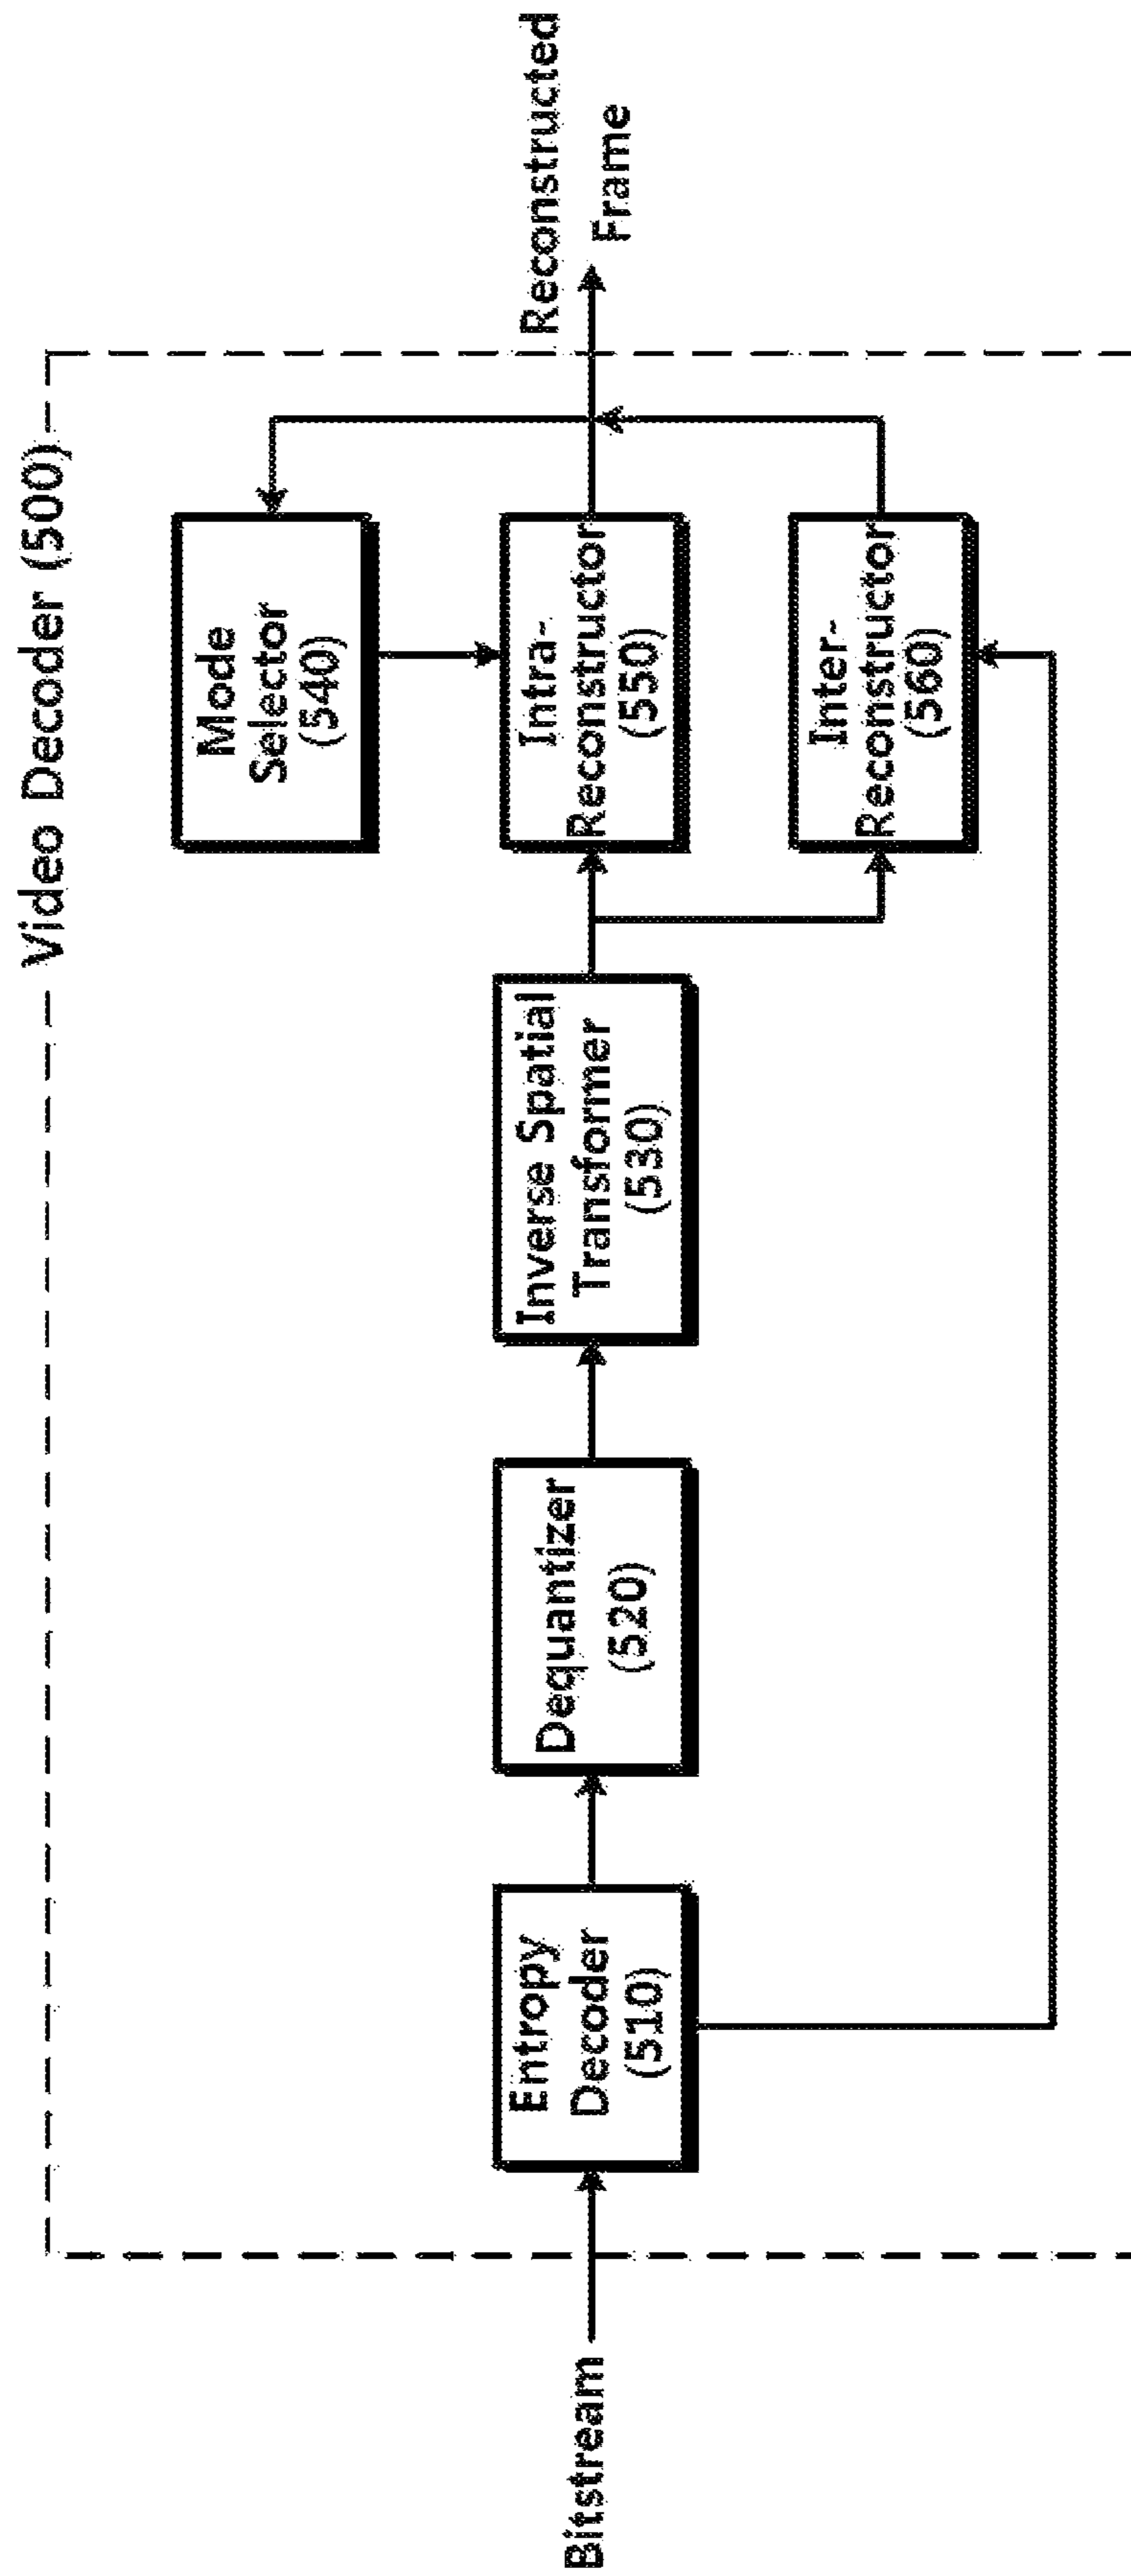 Video Decoder (500)
Mode
Selector
(540)
Bitstream
Entropy
Decoder
(510)
Dequantizer
(520)
Inverse Spatial
Transformer
(530)
Intra-
Reconstructor
(550)
Reconstructed
Frame
Inter-
Reconstructor
(560)